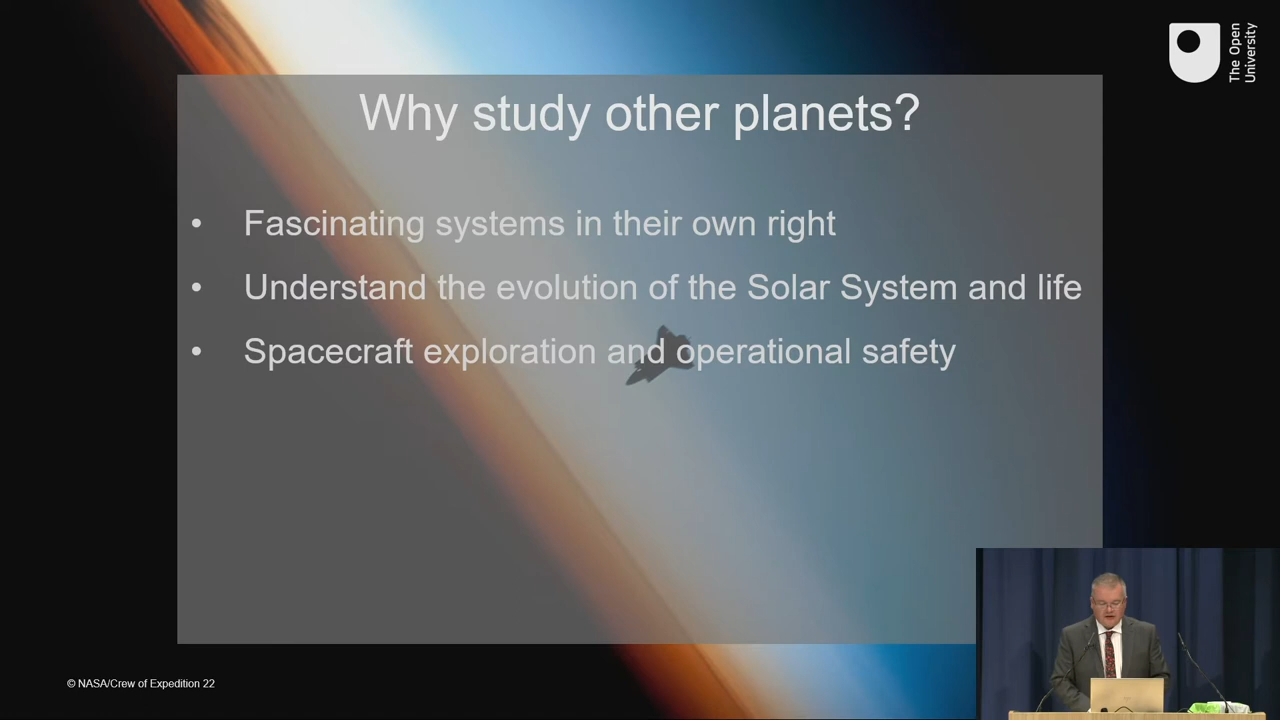 The Open
University
Why study other planets?
• Fascinating systems in their own right
• Understand the evolution of the Solar System and life
• Spacecraft exploration and operational safety
© NASA/Crew of Expedition 22